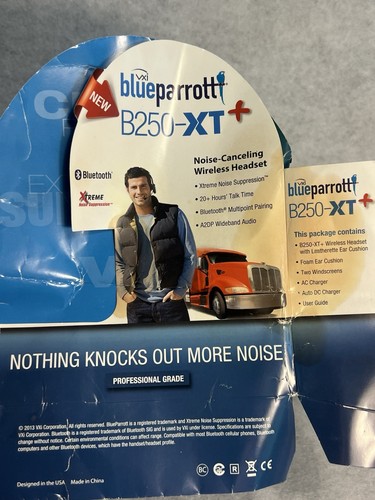 VXi
blueparrott
NEW
B250-XT+
Bluetooth®
XTREME
Noise Suppression™
Noise-Canceling
Wireless Headset
• Xtreme Noise Suppression™
• 20+ Hours' Talk Time
• Bluetooth® Multipoint Pairing
• A2DP Wideband Audio
blueparrott
B250-XT+
This package contains
• B250-XT+ Wireless Headset
with Leatherette Ear Cushion
• Foam Ear Cushion
• Two Windscreens
• AC Charger
• Auto DC Charger
• User Guide
NOTHING KNOCKS OUT MORE NOISE
PROFESSIONAL GRADE
© 2013 VXi Corporation. All rights reserved. BlueParrott is a registered trademark and Xtreme Noise Suppression is a trademark of
VXi Corporation. Bluetooth is a registered trademark of Bluetooth SIG and is used by VXi under license. Specifications are subject to
change without notice. Certain environmental conditions can affect range. Compatible with most Bluetooth cellular phones, Bluetooth
computers and other Bluetooth devices, which have the handset/headset profile.
Designed in the USA Made in China
BC
R
CE